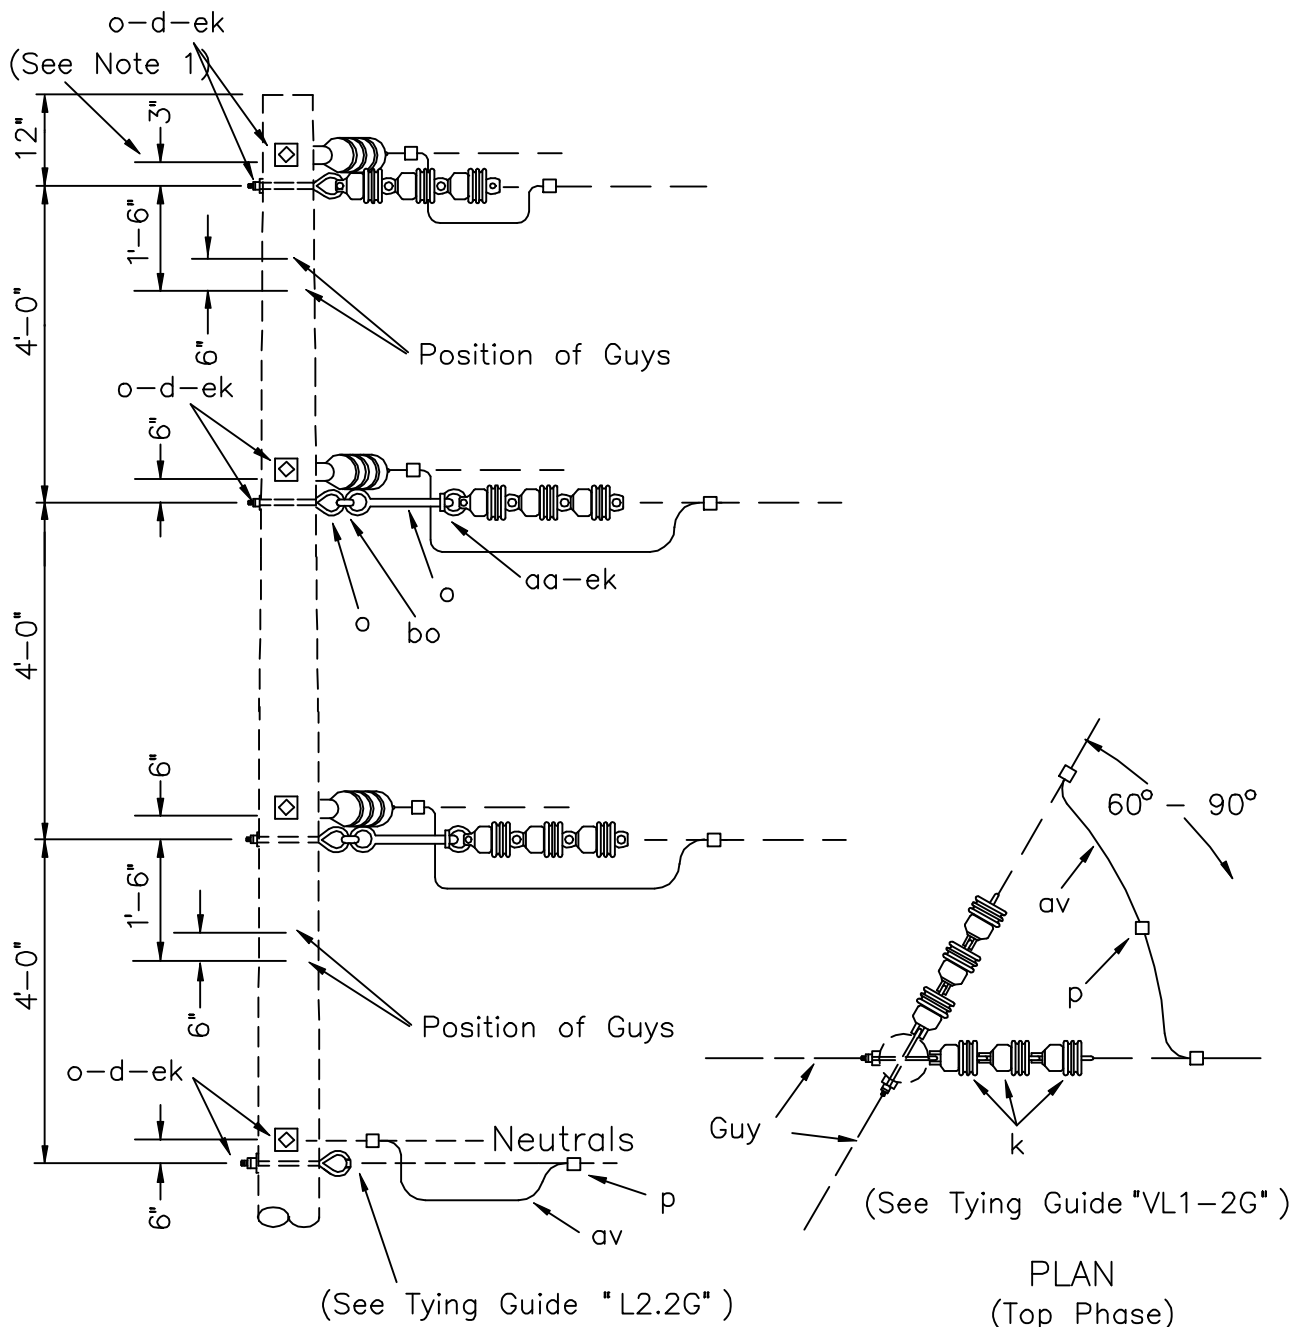 o-d-ek
(See Note 1)
12"
3"
1'-6"
4'-0"
6"
Position of Guys
o-d-ek
6"
o
bo
o
aa-ek
4'-0"
6"
1'-6"
4'-0"
6"
Position of Guys
o-d-ek
Neutrals
6"
p
av
(See Tying Guide "L2.2G")
60° - 90°
av
p
Guy
k
(See Tying Guide "VL1-2G")
PLAN
(Top Phase)